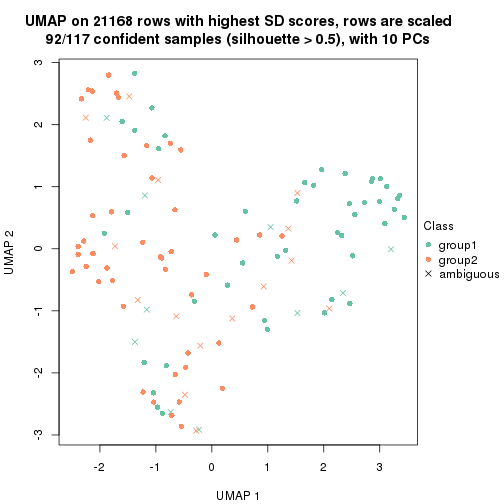 UMAP on 21168 rows with highest SD scores, rows are scaled
92/117 confident samples (silhouette > 0.5), with 10 PCs
3
2
1
0
-1
-2
-3
UMAP 2
-2 -1 0 1 2 3
UMAP 1
Class
group1
group2
ambiguous